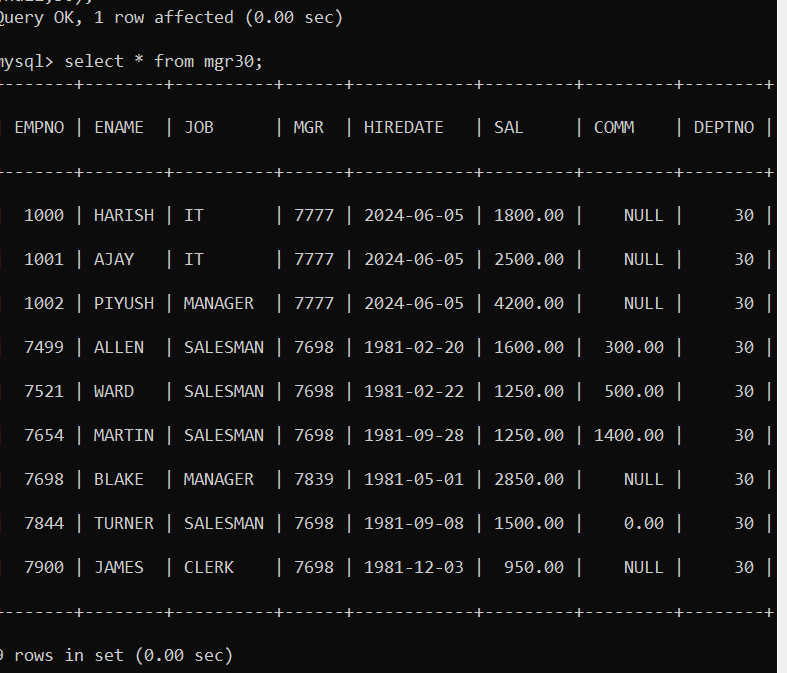 Query OK, 1 row affected (0.00 sec)
mysql> select * from mgr30;
--------+--------+----------+------+------------+---------+---------+--------+
| EMPNO | ENAME  | JOB      | MGR  | HIREDATE   | SAL     | COMM    | DEPTNO |
--------+--------+----------+------+------------+---------+---------+--------+
|  1000 | HARISH | IT       | 7777 | 2024-06-05 | 1800.00 |    NULL |     30 |
|  1001 | AJAY   | IT       | 7777 | 2024-06-05 | 2500.00 |    NULL |     30 |
|  1002 | PIYUSH | MANAGER  | 7777 | 2024-06-05 | 4200.00 |    NULL |     30 |
|  7499 | ALLEN  | SALESMAN | 7698 | 1981-02-20 | 1600.00 |  300.00 |     30 |
|  7521 | WARD   | SALESMAN | 7698 | 1981-02-22 | 1250.00 |  500.00 |     30 |
|  7654 | MARTIN | SALESMAN | 7698 | 1981-09-28 | 1250.00 | 1400.00 |     30 |
|  7698 | BLAKE  | MANAGER  | 7839 | 1981-05-01 | 2850.00 |    NULL |     30 |
|  7844 | TURNER | SALESMAN | 7698 | 1981-09-08 | 1500.00 |    0.00 |     30 |
|  7900 | JAMES  | CLERK    | 7698 | 1981-12-03 |  950.00 |    NULL |     30 |
--------+--------+----------+------+------------+---------+---------+--------+
9 rows in set (0.00 sec)